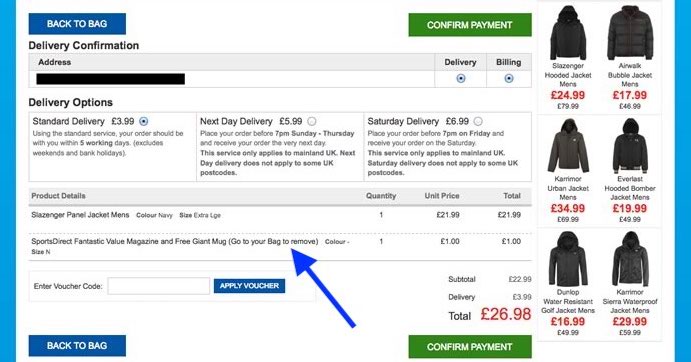 BACK TO BAG
CONFIRM PAYMENT
Delivery Confirmation
Address Delivery Billing
Delivery Options
Standard Delivery £3.99
Using the standard service, your order should be
with you within 5 working days. (excludes
weekends and bank holidays).
Next Day Delivery £5.99
Place your order before 7pm Sunday - Thursday
and receive your order the very next day.
This service only applies to mainland UK. Next
Day delivery does not apply to some UK
postcodes.
Saturday Delivery £6.99
Place your order before 7pm on Friday and
receive your order on the Saturday.
This service only applies to mainland UK.
Saturday delivery does not apply to some UK
postcodes.
Product Details Quantity Unit Price Total
Slazenger Panel Jacket Mens Colour Navy Size Extra Lge 1 £21.99 £21.99
SportsDirect Fantastic Value Magazine and Free Giant Mug (Go to your Bag to remove) Colour - 1 £1.00 £1.00
Size N
Enter Voucher Code: APPLY VOUCHER
Subtotal £22.99
Delivery £3.99
Total £26.98
BACK TO BAG
CONFIRM PAYMENT
Slazenger
Hooded Jacket
Mens
£24.99
£79.99
Airwalk
Bubble Jacket
Mens
£17.99
£46.99
Karrimor
Urban Jacket
Mens
£34.99
£69.99
Everlast
Hooded Bomber
Jacket Mens
£19.99
£49.99
Dunlop
Water Resistant
Golf Jacket Mens
£16.99
£49.99
Karrimor
Sierra Waterproof
Jacket Mens
£29.99
£59.99